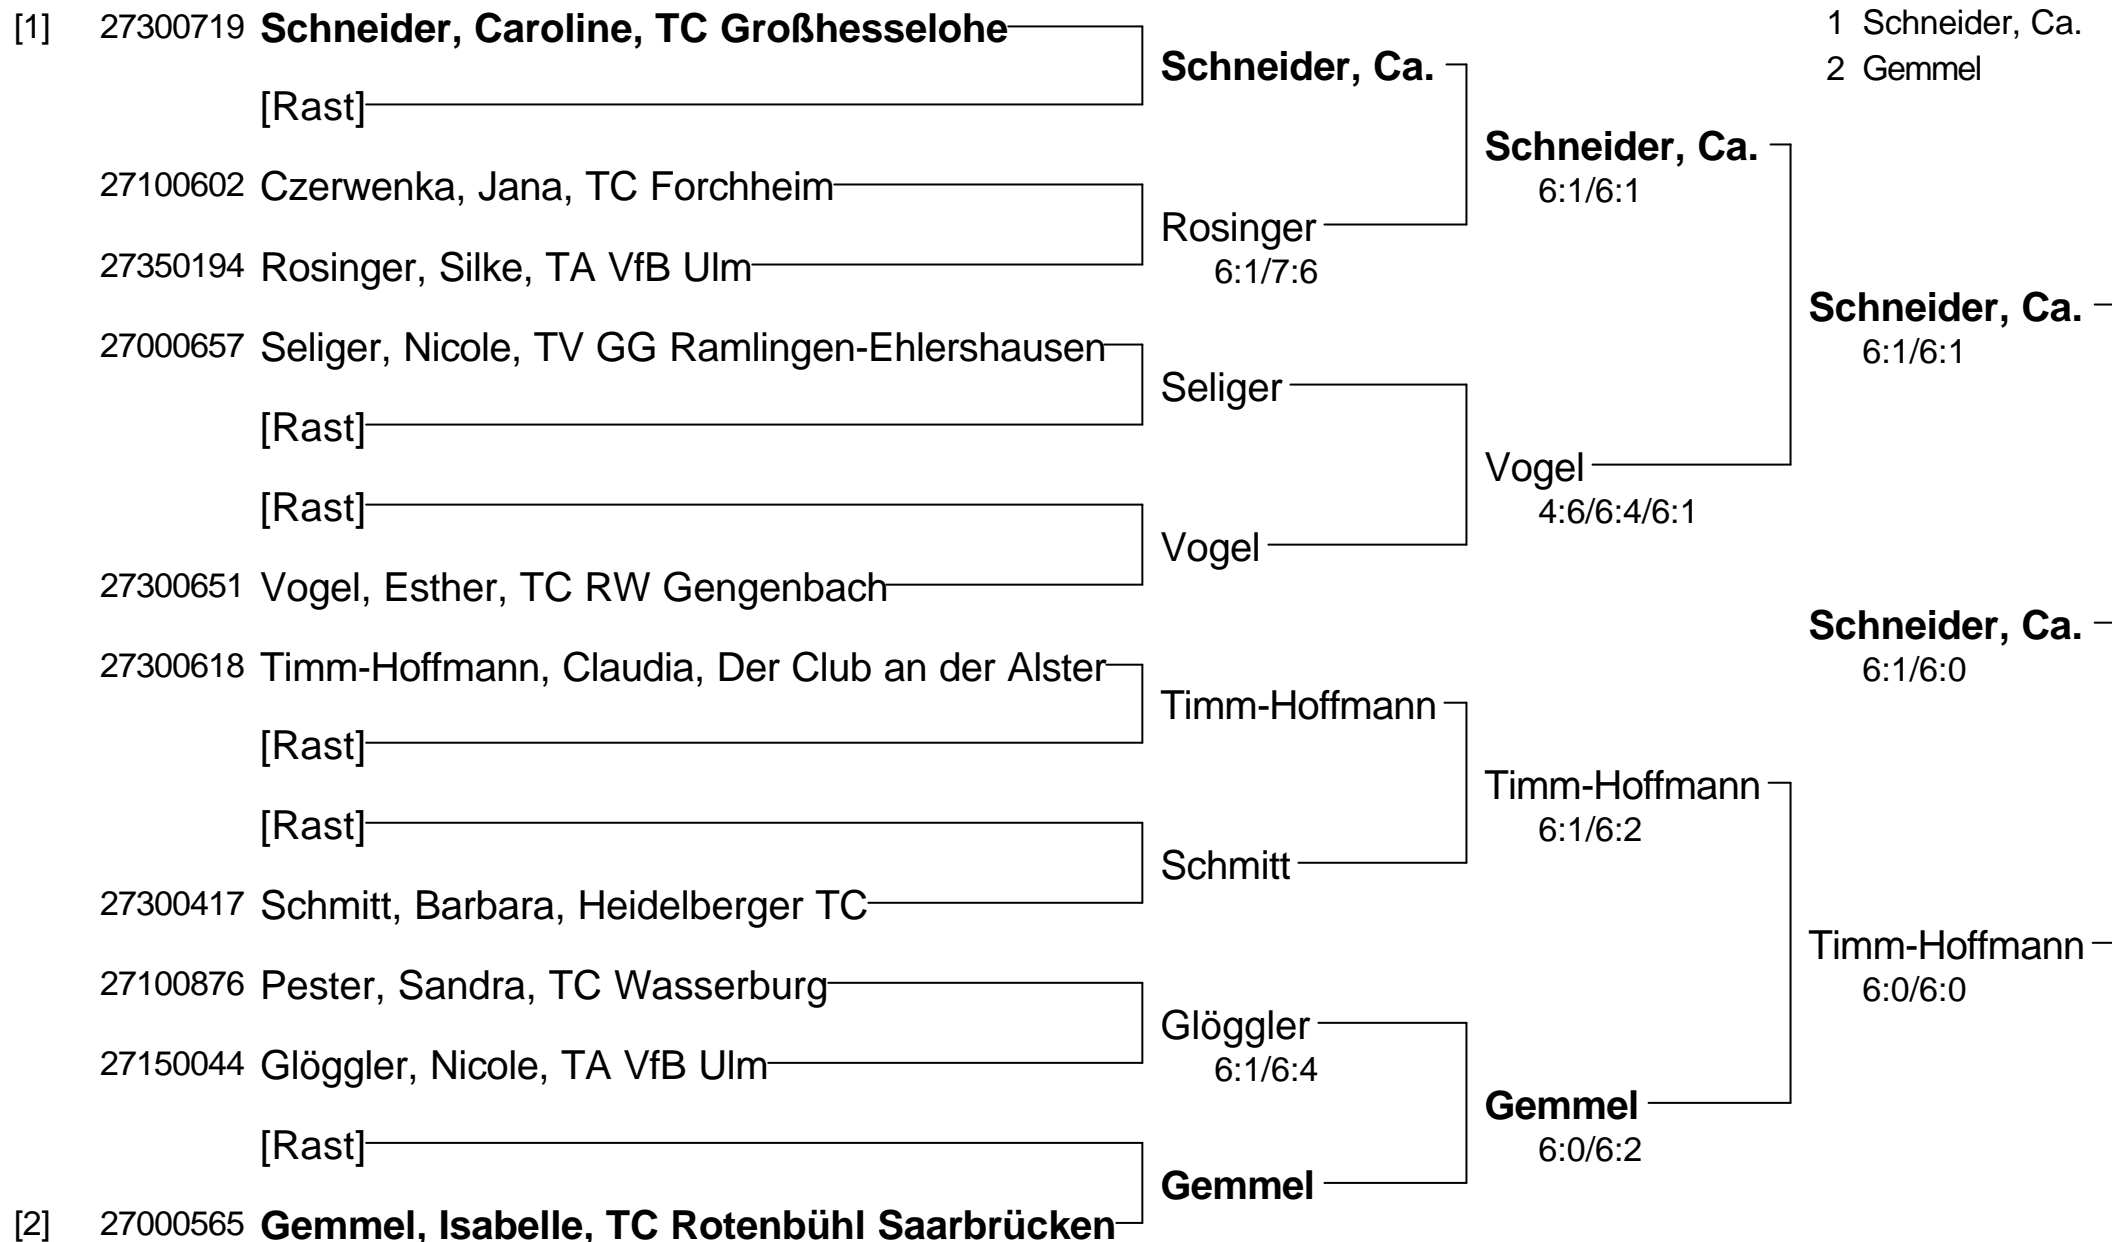 [1] 27300719 Schneider, Caroline, TC Großhesselohe
[Rast]
27100602 Czerwenka, Jana, TC Forchheim
27350194 Rosinger, Silke, TA VfB Ulm
27000657 Seliger, Nicole, TV GG Ramlingen-Ehlershausen
[Rast]
[Rast]
27300651 Vogel, Esther, TC RW Gengenbach
27300618 Timm-Hoffmann, Claudia, Der Club an der Alster
[Rast]
[Rast]
27300417 Schmitt, Barbara, Heidelberger TC
27100876 Pester, Sandra, TC Wasserburg
27150044 Glöggler, Nicole, TA VfB Ulm
[Rast]
[2] 27000565 Gemmel, Isabelle, TC Rotenbühl Saarbrücken
Schneider, Ca.
Rosinger
6:1/7:6
Seliger
Vogel
Timm-Hoffmann
Schmitt
Glöggler
6:1/6:4
Gemmel
Schneider, Ca.
6:1/6:1
Vogel
4:6/6:4/6:1
Timm-Hoffmann
6:1/6:2
Gemmel
6:0/6:2
1 Schneider, Ca.
2 Gemmel
Schneider, Ca.
6:1/6:1
Schneider, Ca.
6:1/6:0
Timm-Hoffmann
6:0/6:0